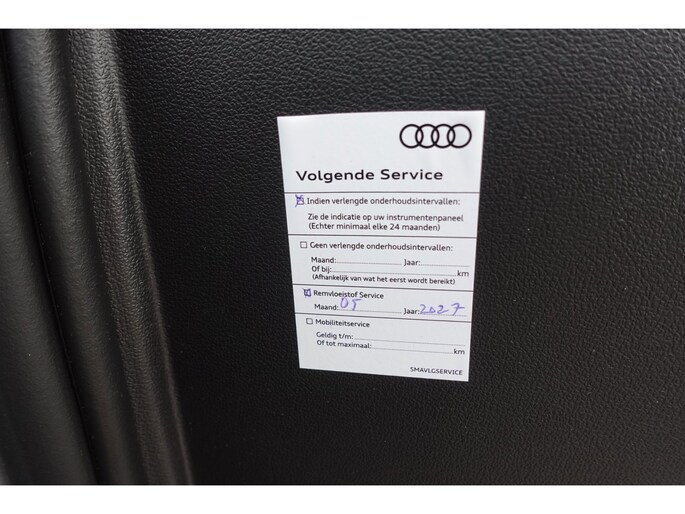 Volgende Service
Indien verlengde onderhoudsintervallen:
Zie de indicatie op uw instrumentenpaneel
(Echter minimaal elke 24 maanden)
Geen verlengde onderhoudsintervallen:
Maand: Jaar:
Of bij: km
(Afhankelijk van wat het eerst wordt bereikt)
Remvloeistof Service
Maand: 05 Jaar: 2027
Mobiliteitservice
Geldig t/m:
Of tot maximaal: km
SMAVLGSERVICE